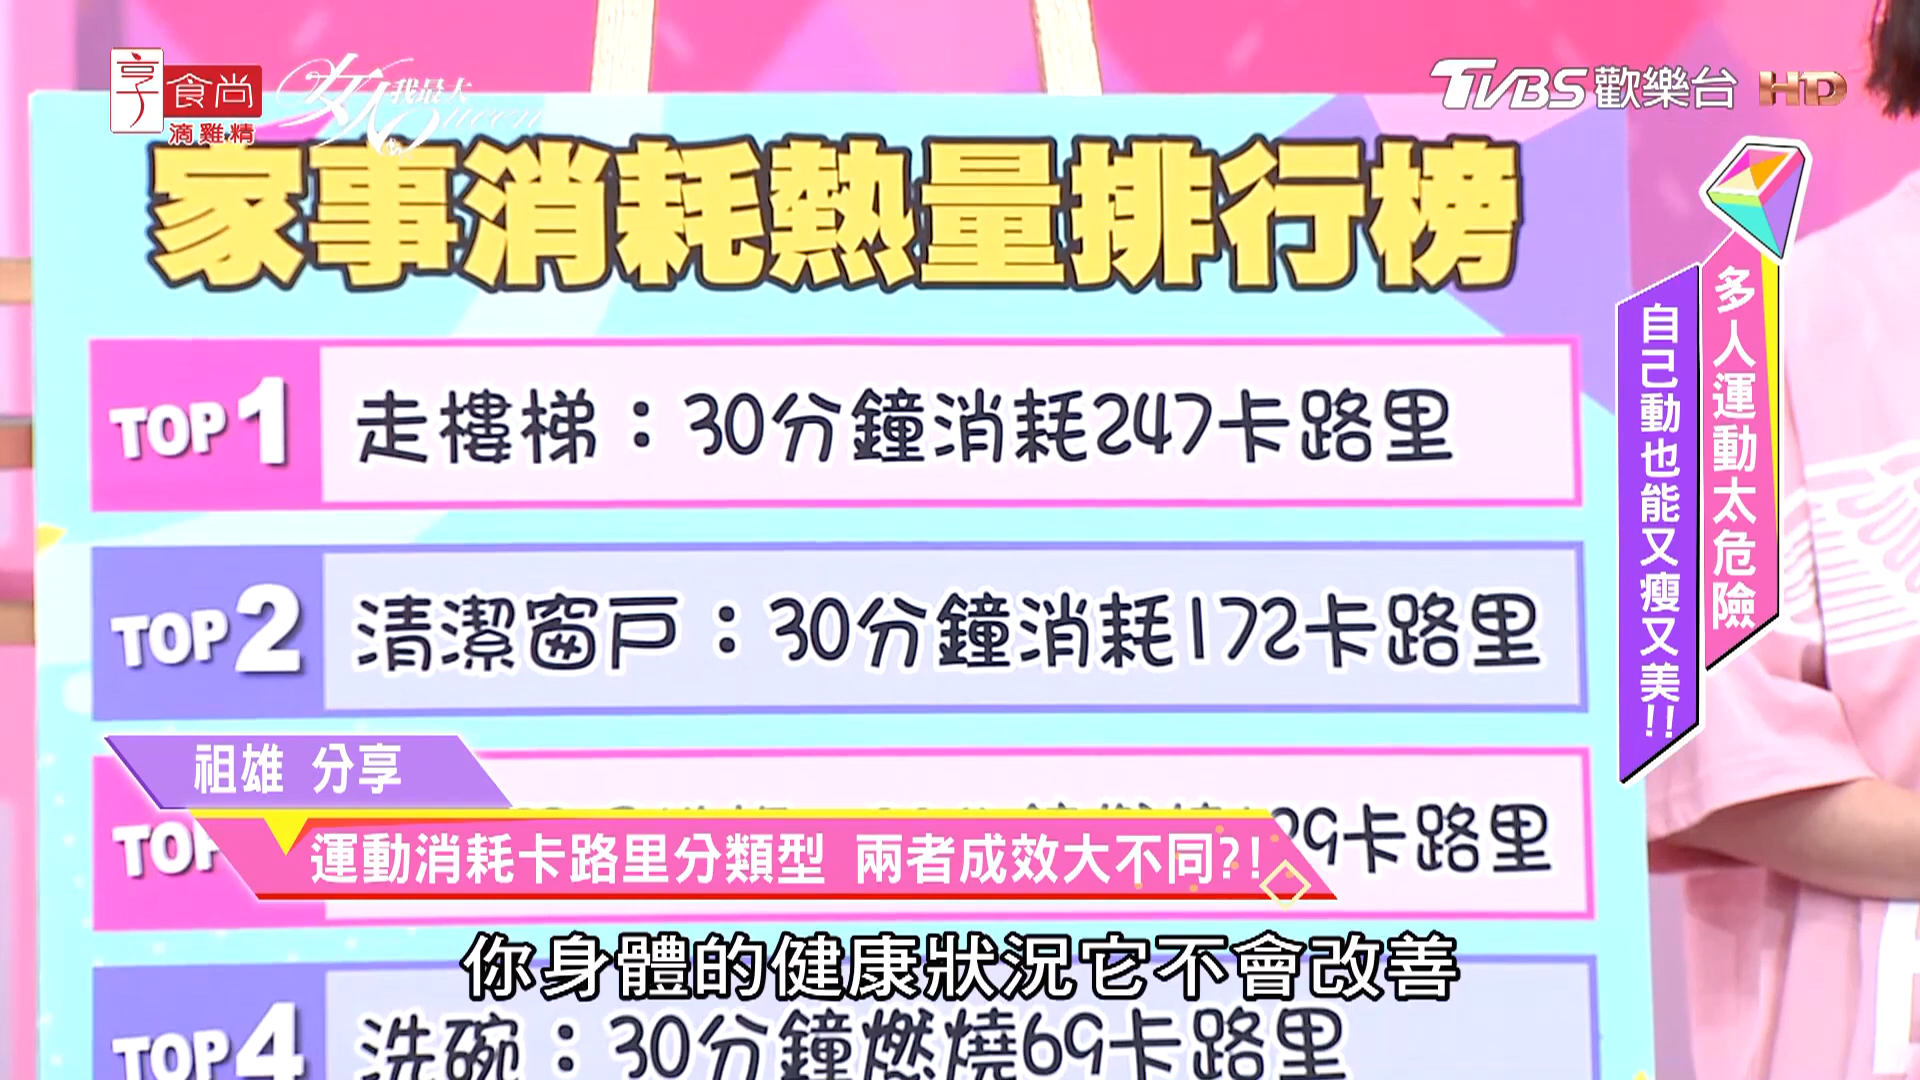 享
食尚
滴雞精
女人我最大
Queen
TVBS歡樂台 HD
家事消耗熱量排行榜
多人運動太危險
自己動也能又瘦又美!!
TOP1 走樓梯：30分鐘消耗247卡路里
TOP2 清潔窗戶：30分鐘消耗172卡路里
祖雄 分享
TOP 29卡路里
運動消耗卡路里分類型 兩者成效大不同?!
你身體的健康狀況它不會改善
TOP4 洗碗：30分鐘燃燒69卡路里